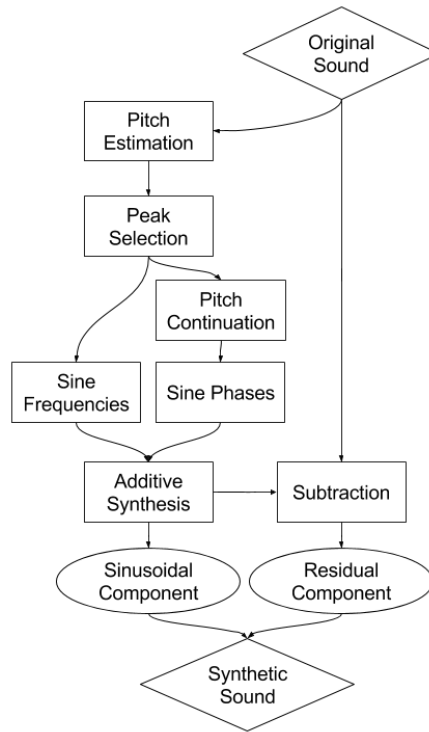 Original
Sound
Pitch
Estimation
Peak
Selection
Pitch
Continuation
Sine
Frequencies
Sine Phases
Additive
Synthesis
Subtraction
Sinusoidal
Component
Residual
Component
Synthetic
Sound